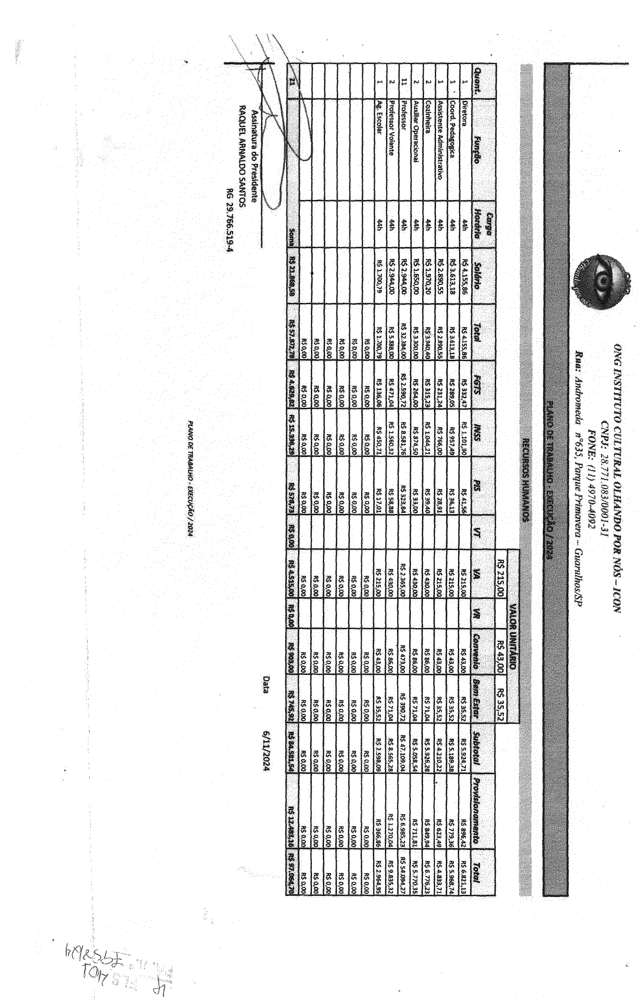 ONG INSTITUTO CULTURAL OLHANDO POR NÓS – ICON
CNPJ: 28.771.083/0001-31
FONE: (11) 4970-4092
Rua: Andromeda nº635, Parque Primavera – Guarulhos/SP
PLANO DE TRABALHO - EXECUÇÃO / 2024
RECURSOS HUMANOS
VALOR UNITÁRIO
R$ 215,00 R$ 43,00 R$ 35,52
Quant. Função Carga Horária Salário Total FGTS INSS PIS VT VA VR Convenio Bem Estar Subtotal Provisionamento Total
1 Diretora 44h R$ 4.155,86 R$ 4.155,86 R$ 332,47 R$ 1.101,30 R$ 41,56 R$ 215,00 R$ 43,00 R$ 35,52 R$ 5.924,71 R$ 896,42 R$ 6.821,13
1 Coord. Pedagogica 44h R$ 3.613,18 R$ 3.613,18 R$ 289,05 R$ 957,49 R$ 36,13 R$ 215,00 R$ 43,00 R$ 35,52 R$ 5.189,38 R$ 779,36 R$ 5.968,74
1 Assistente Administrativo 44h R$ 2.890,55 R$ 2.890,55 R$ 231,24 R$ 766,00 R$ 28,91 R$ 215,00 R$ 43,00 R$ 35,52 R$ 4.210,22 R$ 623,49 R$ 4.833,71
2 Cozinheira 44h R$ 1.970,20 R$ 3.940,40 R$ 315,23 R$ 1.044,21 R$ 39,40 R$ 430,00 R$ 86,00 R$ 71,04 R$ 5.926,28 R$ 849,94 R$ 6.776,23
2 Auxiliar Operacional 44h R$ 1.650,00 R$ 3.300,00 R$ 264,00 R$ 874,50 R$ 33,00 R$ 430,00 R$ 86,00 R$ 71,04 R$ 5.058,54 R$ 711,81 R$ 5.770,35
11 Professor 44h R$ 2.944,00 R$ 32.384,00 R$ 2.590,72 R$ 8.581,76 R$ 323,84 R$ 2.365,00 R$ 473,00 R$ 390,72 R$ 47.109,04 R$ 6.985,23 R$ 54.094,27
2 Professor Volante 44h R$ 2.944,00 R$ 5.888,00 R$ 471,04 R$ 1.560,32 R$ 58,88 R$ 430,00 R$ 86,00 R$ 71,04 R$ 8.565,28 R$ 1.270,04 R$ 9.835,32
1 Ag. Escolar 44h R$ 1.700,79 R$ 1.700,79 R$ 136,06 R$ 450,71 R$ 17,01 R$ 215,00 R$ 43,00 R$ 35,52 R$ 2.598,09 R$ 366,86 R$ 2.964,95
R$ 0,00 R$ 0,00 R$ 0,00 R$ 0,00 R$ 0,00 R$ 0,00 R$ 0,00 R$ 0,00 R$ 0,00 R$ 0,00
R$ 0,00 R$ 0,00 R$ 0,00 R$ 0,00 R$ 0,00 R$ 0,00 R$ 0,00 R$ 0,00 R$ 0,00 R$ 0,00
R$ 0,00 R$ 0,00 R$ 0,00 R$ 0,00 R$ 0,00 R$ 0,00 R$ 0,00 R$ 0,00 R$ 0,00 R$ 0,00
R$ 0,00 R$ 0,00 R$ 0,00 R$ 0,00 R$ 0,00 R$ 0,00 R$ 0,00 R$ 0,00 R$ 0,00 R$ 0,00
R$ 0,00 R$ 0,00 R$ 0,00 R$ 0,00 R$ 0,00 R$ 0,00 R$ 0,00 R$ 0,00 R$ 0,00 R$ 0,00
R$ 0,00 R$ 0,00 R$ 0,00 R$ 0,00 R$ 0,00 R$ 0,00 R$ 0,00 R$ 0,00 R$ 0,00 R$ 0,00
21 Soma R$ 21.868,58 R$ 57.872,78 R$ 4.629,82 R$ 15.336,29 R$ 578,73 R$ 0,00 R$ 4.515,00 R$ 0,00 R$ 903,00 R$ 745,92 R$ 84.581,54 R$ 12.483,16 R$ 97.064,70
Data 6/11/2024
Assinatura do Presidente
RAQUEL ARNALDO SANTOS
RG 29.766.519-4
PLANO DE TRABALHO - EXECUÇÃO / 2024
FLS